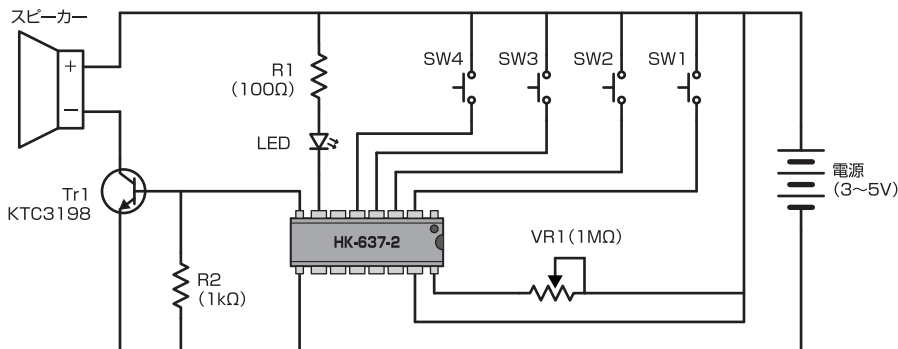 スピーカー
+
−
R1
(100Ω)
LED
SW4
SW3
SW2
SW1
電源
(3〜5V)
Tr1
KTC3198
HK-637-2
VR1(1MΩ)
R2
(1kΩ)